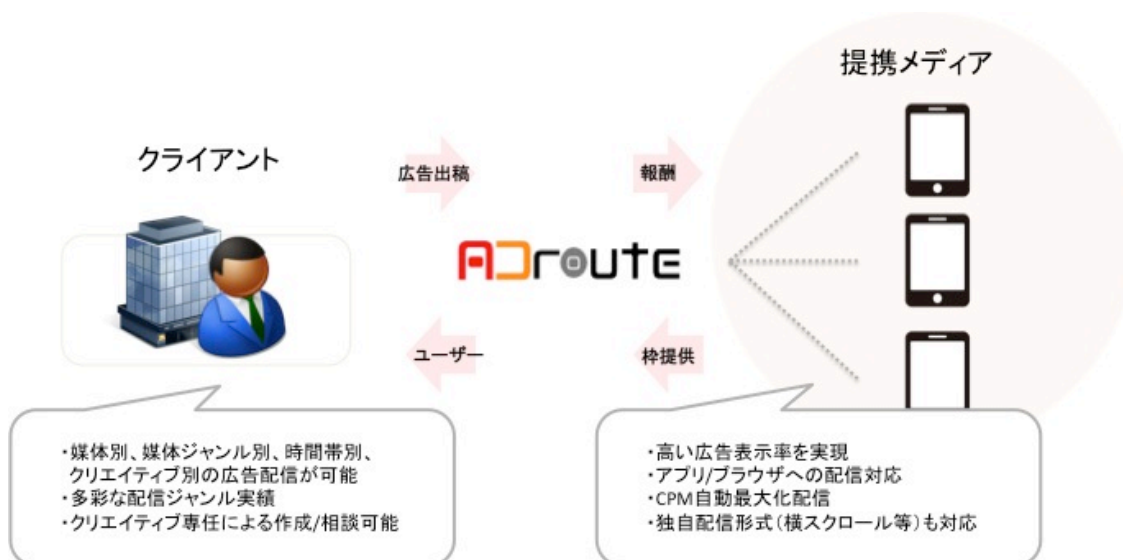 提携メディア
クライアント
広告出稿
報酬
ADroute
ユーザー
枠提供
・媒体別、媒体ジャンル別、時間帯別、
クリエイティブ別の広告配信が可能
・多彩な配信ジャンル実績
・クリエイティブ専任による作成/相談可能
・高い広告表示率を実現
・アプリ/ブラウザへの配信対応
・CPM自動最大化配信
・独自配信形式(横スクロール等)も対応